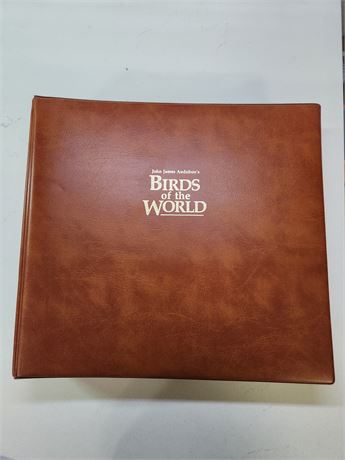 John James Audubon's
BIRDS
of the
WORLD